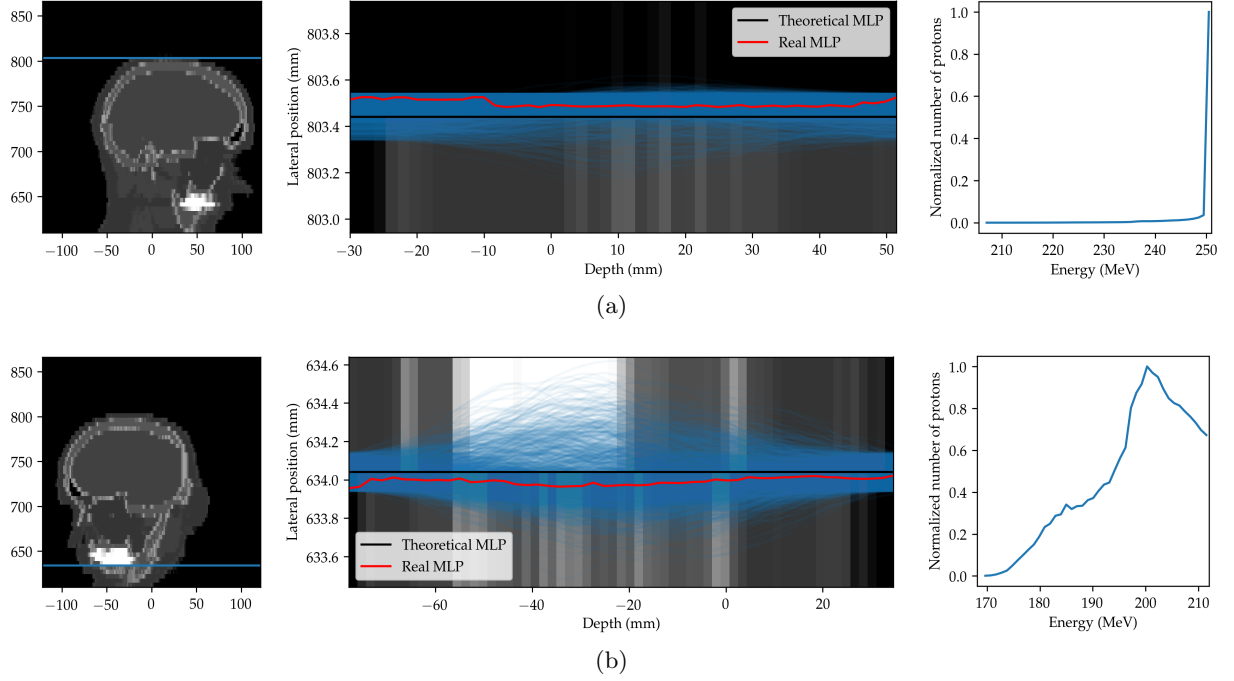 850
800
750
700
650
−100 −50 0 50 100
Lateral position (mm)
803.8
803.6
803.4
803.2
803.0
Theoretical MLP
Real MLP
−30 −20 −10 0 10 20 30 40 50
Depth (mm)
Normalized number of protons
1.0
0.8
0.6
0.4
0.2
0.0
210 220 230 240 250
Energy (MeV)
(a)
850
800
750
700
650
−100 −50 0 50 100
Lateral position (mm)
634.6
634.4
634.2
634.0
633.8
633.6
Theoretical MLP
Real MLP
−60 −40 −20 0 20
Depth (mm)
Normalized number of protons
1.0
0.8
0.6
0.4
0.2
0.0
170 180 190 200 210
Energy (MeV)
(b)